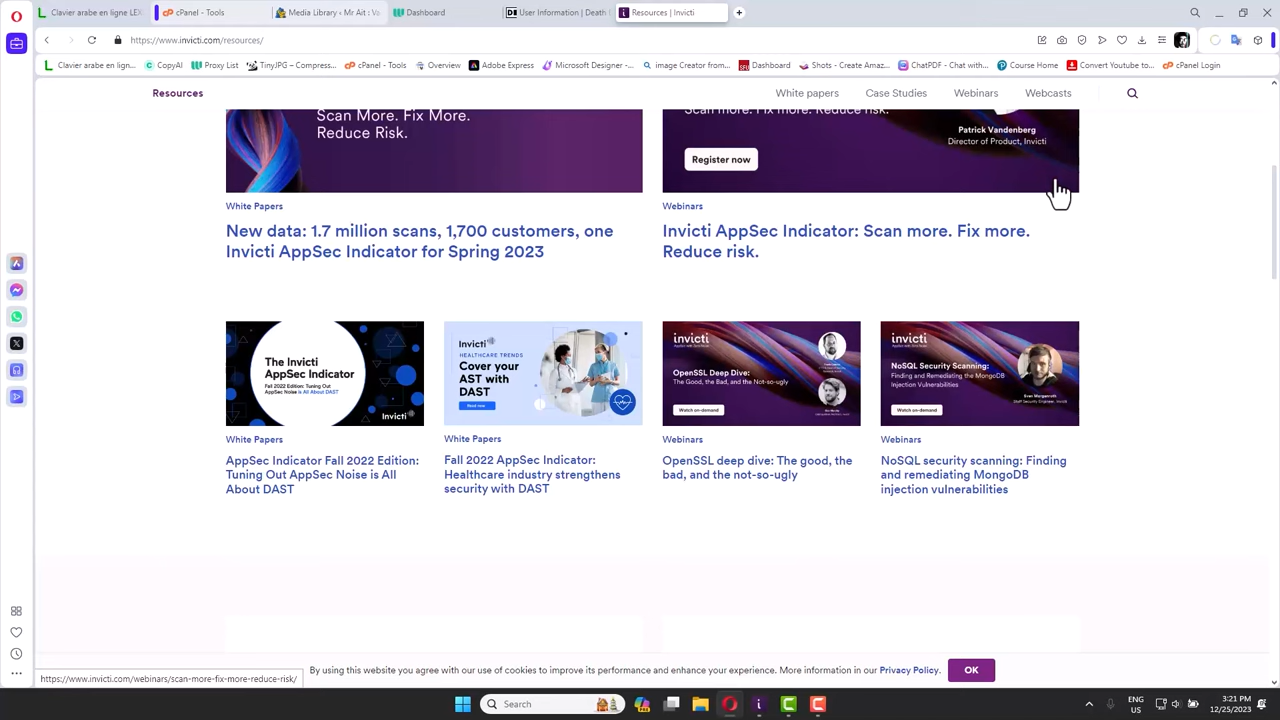 Clavier arabe en ligne LEX
cPanel - Tools
Media Library ‹ Mr Ait : Va
Dashboard
User Information | Death
Resources | Invicti
https://www.invicti.com/resources/
Clavier arabe en lign...
CopyAI
Proxy List
TinyJPG – Compress...
cPanel - Tools
Overview
Adobe Express
Microsoft Designer -...
image Creator from...
Dashboard
Shots - Create Amaz...
ChatPDF - Chat with...
Course Home
Convert Youtube to...
cPanel Login
Resources
White papers
Case Studies
Webinars
Webcasts
Scan More. Fix More.
Reduce Risk.
Scan more. Fix more. Reduce risk.
Patrick Vandenberg
Director of Product, Invicti
Register now
White Papers
New data: 1.7 million scans, 1,700 customers, one
Invicti AppSec Indicator for Spring 2023
Webinars
Invicti AppSec Indicator: Scan more. Fix more.
Reduce risk.
The Invicti
AppSec Indicator
Fall 2022 Edition: Tuning Out
AppSec Noise is All About DAST
Invicti
White Papers
AppSec Indicator Fall 2022 Edition:
Tuning Out AppSec Noise is All
About DAST
Invicti
HEALTHCARE TRENDS
Cover your
AST with
DAST
Read now
White Papers
Fall 2022 AppSec Indicator:
Healthcare industry strengthens
security with DAST
invicti
OpenSSL Deep Dive:
The Good, the Bad, and the Not-so-ugly
Watch on-demand
Webinars
OpenSSL deep dive: The good, the
bad, and the not-so-ugly
invicti
NoSQL Security Scanning:
Finding and Remediating the MongoDB
Injection Vulnerabilities
Watch on-demand
Sven Morgenroth
Staff Security Engineer, Invicti
Webinars
NoSQL security scanning: Finding
and remediating MongoDB
injection vulnerabilities
By using this website you agree with our use of cookies to improve its performance and enhance your experience. More information in our Privacy Policy.
OK
https://www.invicti.com/webinars/scan-more-fix-more-reduce-risk/
Search
ENG
US
3:21 PM
12/25/2023